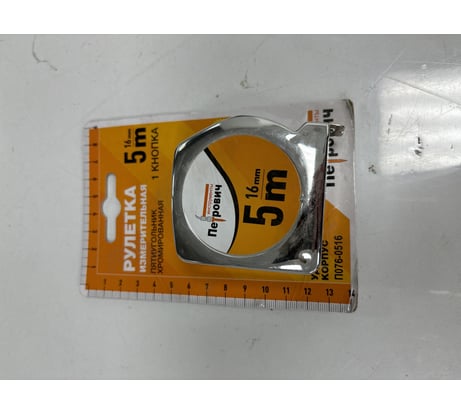 РУЛЕТКА
ИЗМЕРИТЕЛЬНАЯ
ПЯТИУГОЛЬНИК
ХРОМИРОВАННАЯ
1 КНОПКА
16 mm
5 m
Петрович
16 mm
5 m
Петрович
КОРПУС
П076-0516
1 2 3 4 5 6 7 8 9 10 11 12 13 14